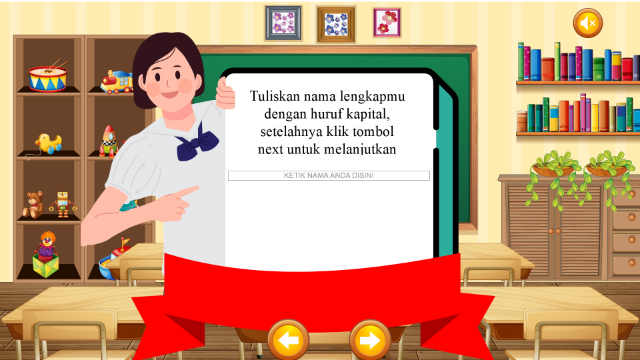 Tuliskan nama lengkapmu
dengan huruf kapital,
setelahnya klik tombol
next untuk melanjutkan
KETIK NAMA ANDA DISINI